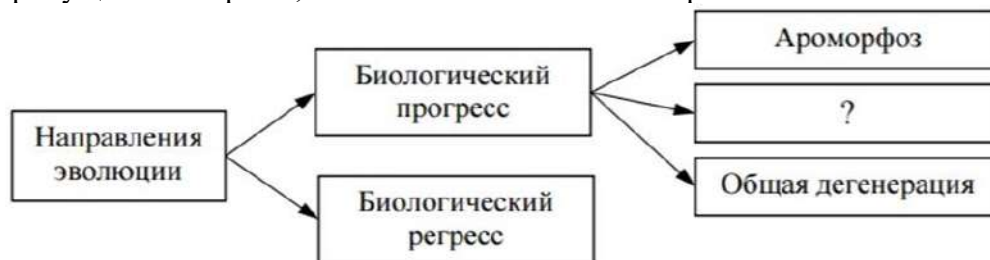 Ароморфоз
Биологический
прогресс
?
Направления
эволюции
Общая дегенерация
Биологический
регресс